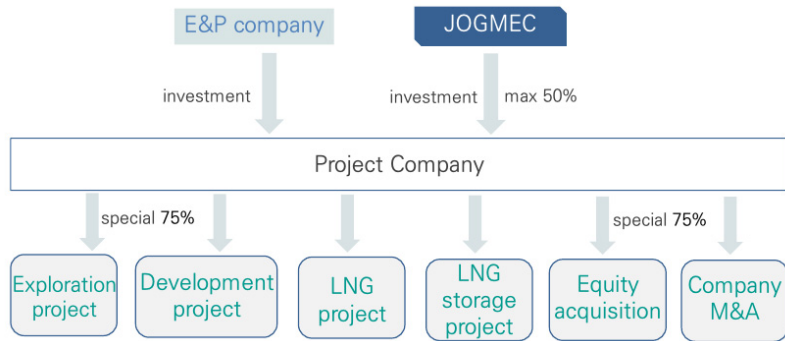 E&P company
JOGMEC
investment
investment max 50%
Project Company
special 75%
special 75%
Exploration
project
Development
project
LNG
project
LNG
storage
project
Equity
acquisition
Company
M&A